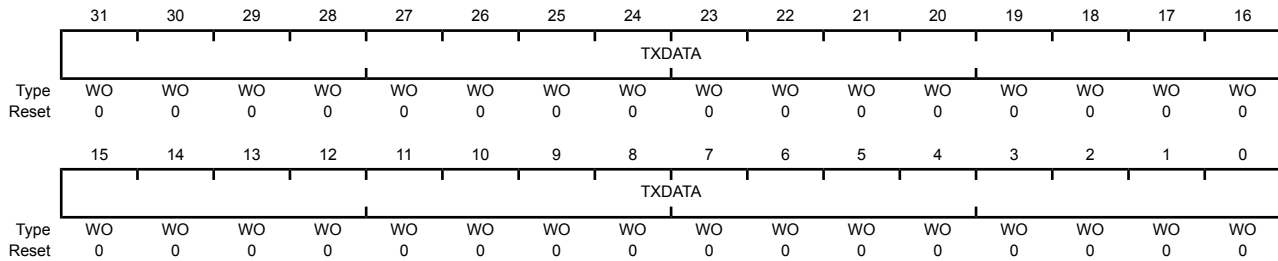 31 30 29 28 27 26 25 24 23 22 21 20 19 18 17 16
TXDATA
Type WO WO WO WO WO WO WO WO WO WO WO WO WO WO WO WO
Reset 0 0 0 0 0 0 0 0 0 0 0 0 0 0 0 0
15 14 13 12 11 10 9 8 7 6 5 4 3 2 1 0
TXDATA
Type WO WO WO WO WO WO WO WO WO WO WO WO WO WO WO WO
Reset 0 0 0 0 0 0 0 0 0 0 0 0 0 0 0 0